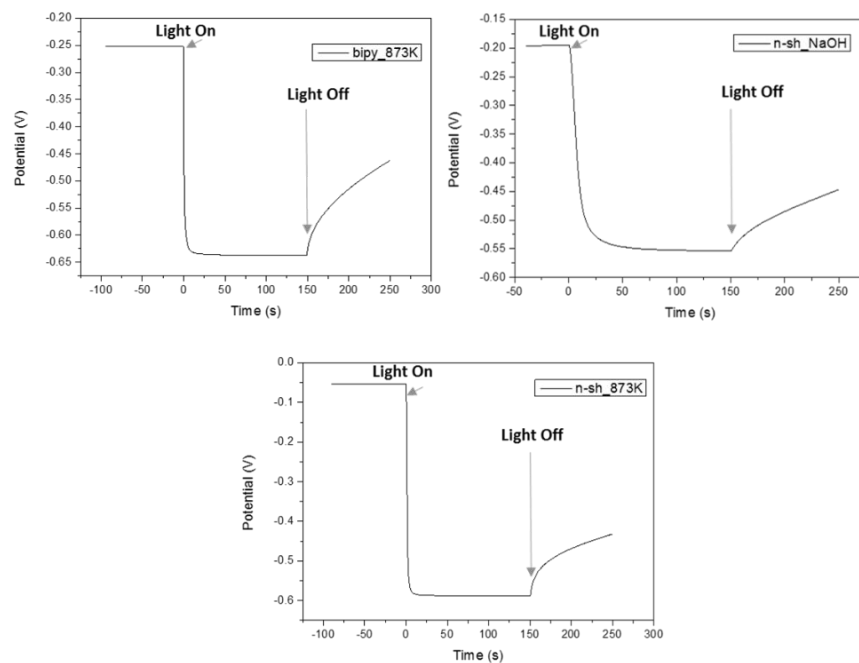 -0.20
-0.25
-0.30
-0.35
-0.40
-0.45
-0.50
-0.55
-0.60
-0.65
Potential (V)
Light On
bipy_873K
Light Off
-100 -50 0 50 100 150 200 250 300
Time (s)
-0.15
-0.20
-0.25
-0.30
-0.35
-0.40
-0.45
-0.50
-0.55
-0.60
Potential (V)
Light On
n-sh_NaOH
Light Off
-50 0 50 100 150 200 250
Time (s)
0.0
-0.1
-0.2
-0.3
-0.4
-0.5
-0.6
Potential (V)
Light On
n-sh_873K
Light Off
-100 -50 0 50 100 150 200 250 300
Time (s)